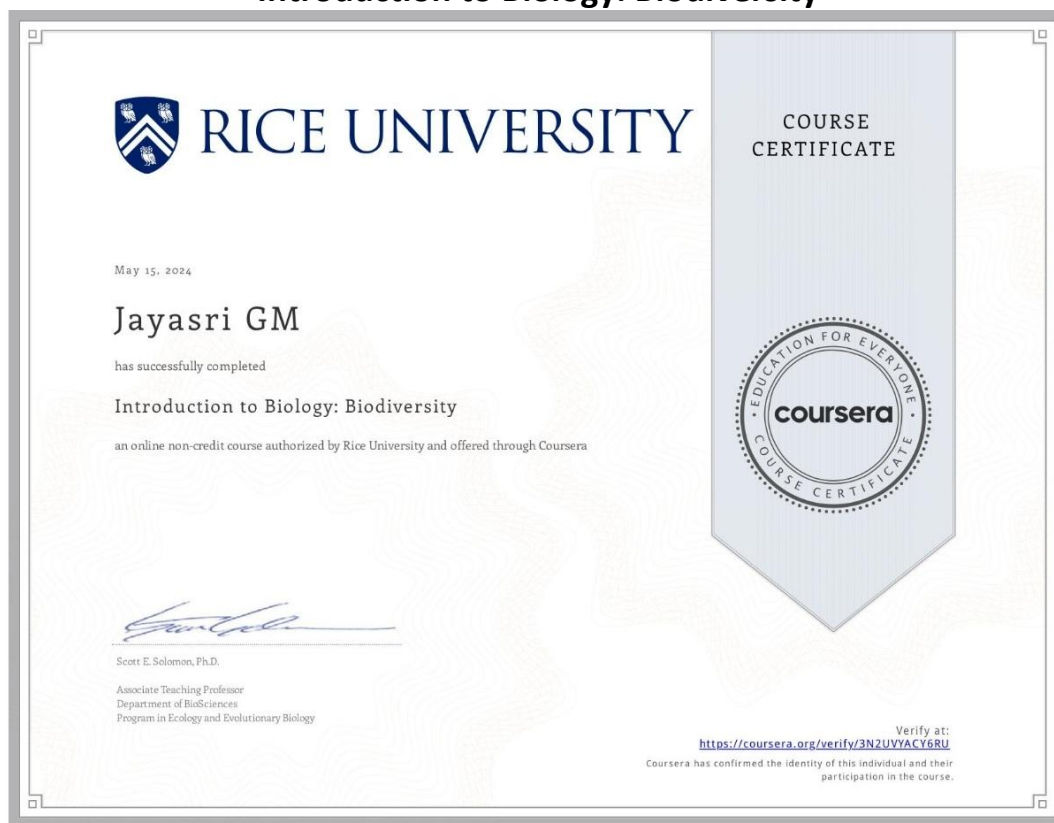 Introduction to Biology: Biodiversity
RICE UNIVERSITY
COURSE
CERTIFICATE
May 15, 2024
Jayasri GM
has successfully completed
Introduction to Biology: Biodiversity
an online non-credit course authorized by Rice University and offered through Coursera
EDUCATION FOR EVERYONE
coursera
COURSE CERTIFICATE
Scott E. Solomon, Ph.D.
Associate Teaching Professor
Department of BioSciences
Program in Ecology and Evolutionary Biology
Verify at:
https://coursera.org/verify/3N2UVYACY6RU
Coursera has confirmed the identity of this individual and their
participation in the course.